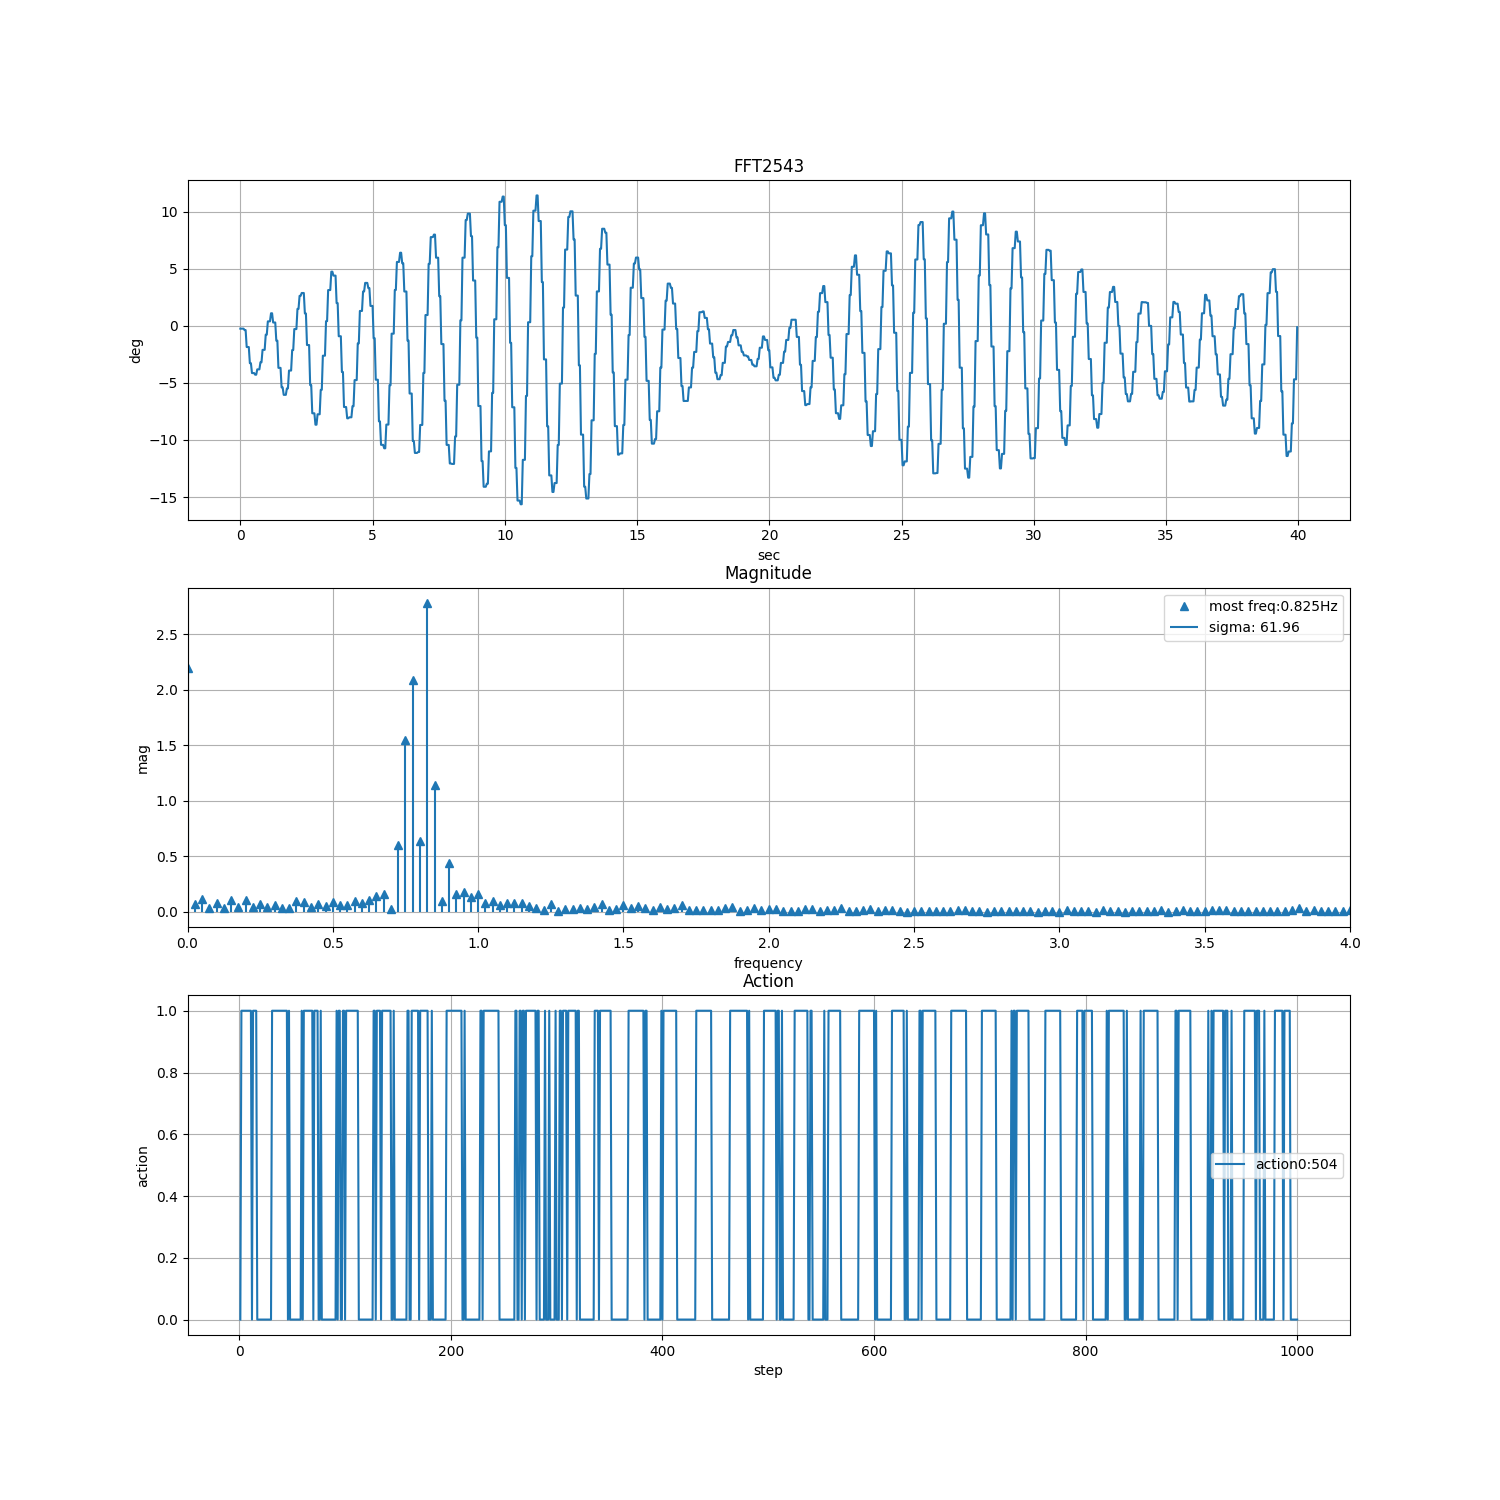 FFT2543
10
5
0
−5
−10
−15
deg
0 5 10 15 20 25 30 35 40
sec
Magnitude
most freq:0.825Hz
sigma: 61.96
2.5
2.0
1.5
1.0
0.5
0.0
mag
0.0 0.5 1.0 1.5 2.0 2.5 3.0 3.5 4.0
frequency
Action
1.0
0.8
0.6
0.4
0.2
0.0
action
action0:504
0 200 400 600 800 1000
step